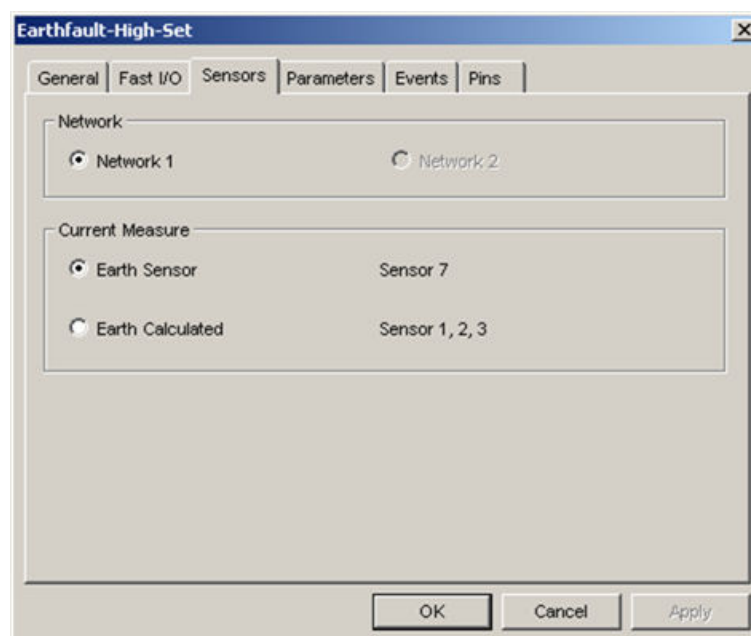 Earthfault-High-Set
General Fast I/O Sensors Parameters Events Pins
Network
Network 1 Network 2
Current Measure
Earth Sensor Sensor 7
Earth Calculated Sensor 1, 2, 3
OK Cancel Apply